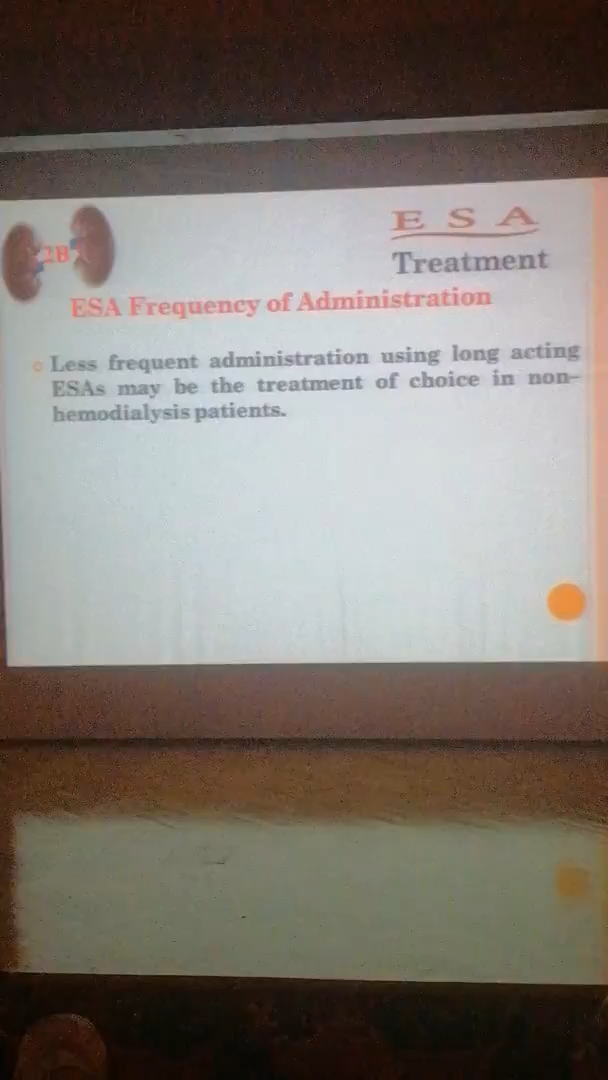 E S A
2B
Treatment
ESA Frequency of Administration
Less frequent administration using long acting
ESAs may be the treatment of choice in non-
hemodialysis patients.